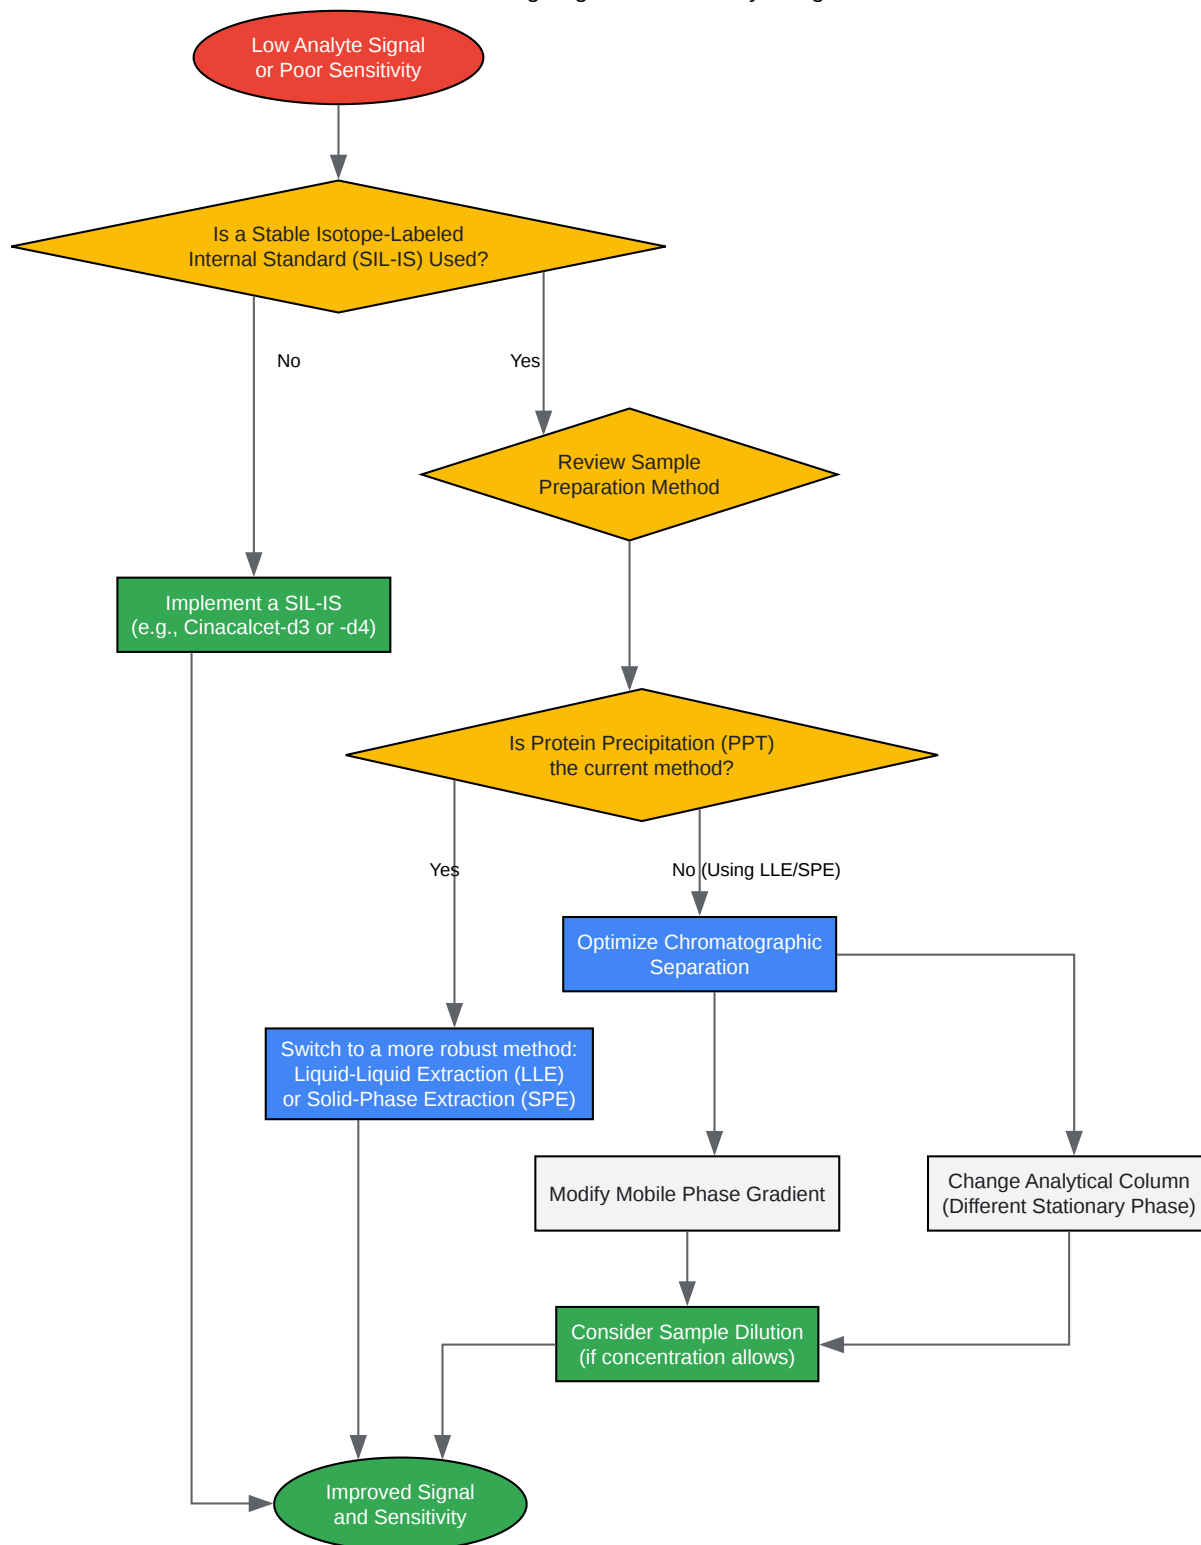 Low Analyte Signal
or Poor Sensitivity
Is a Stable Isotope-Labeled
Internal Standard (SIL-IS) Used?
No
Yes
Review Sample
Preparation Method
Implement a SIL-IS
(e.g., Cinacalcet-d3 or -d4)
Is Protein Precipitation (PPT)
the current method?
Yes
No (Using LLE/SPE)
Optimize Chromatographic
Separation
Switch to a more robust method:
Liquid-Liquid Extraction (LLE)
or Solid-Phase Extraction (SPE)
Modify Mobile Phase Gradient
Change Analytical Column
(Different Stationary Phase)
Consider Sample Dilution
(if concentration allows)
Improved Signal
and Sensitivity